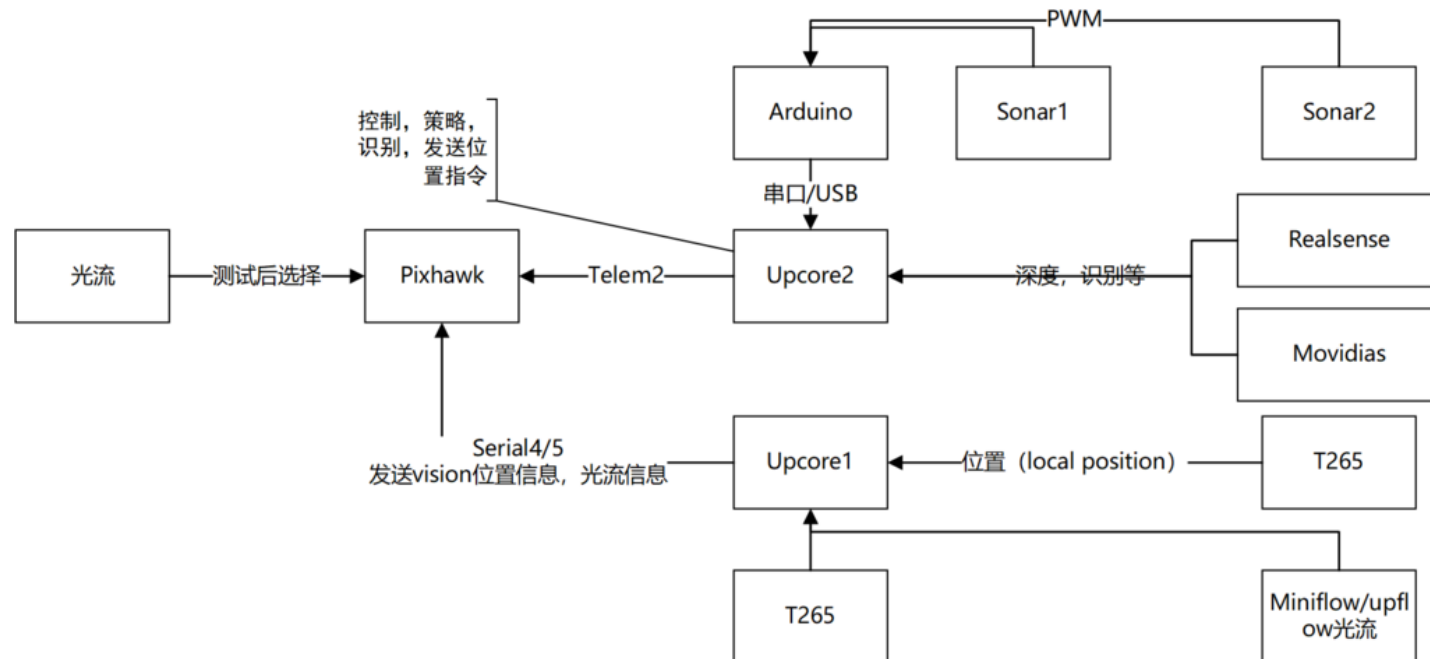 PWM
Arduino
Sonar1
Sonar2
控制，策略，
识别，发送位
置指令
串口/USB
Realsense
光流
测试后选择
Pixhawk
Telem2
Upcore2
深度，识别等
Movidias
Serial4/5
发送vision位置信息，光流信息
Upcore1
位置（local position）
T265
T265
Miniflow/upfl
ow光流